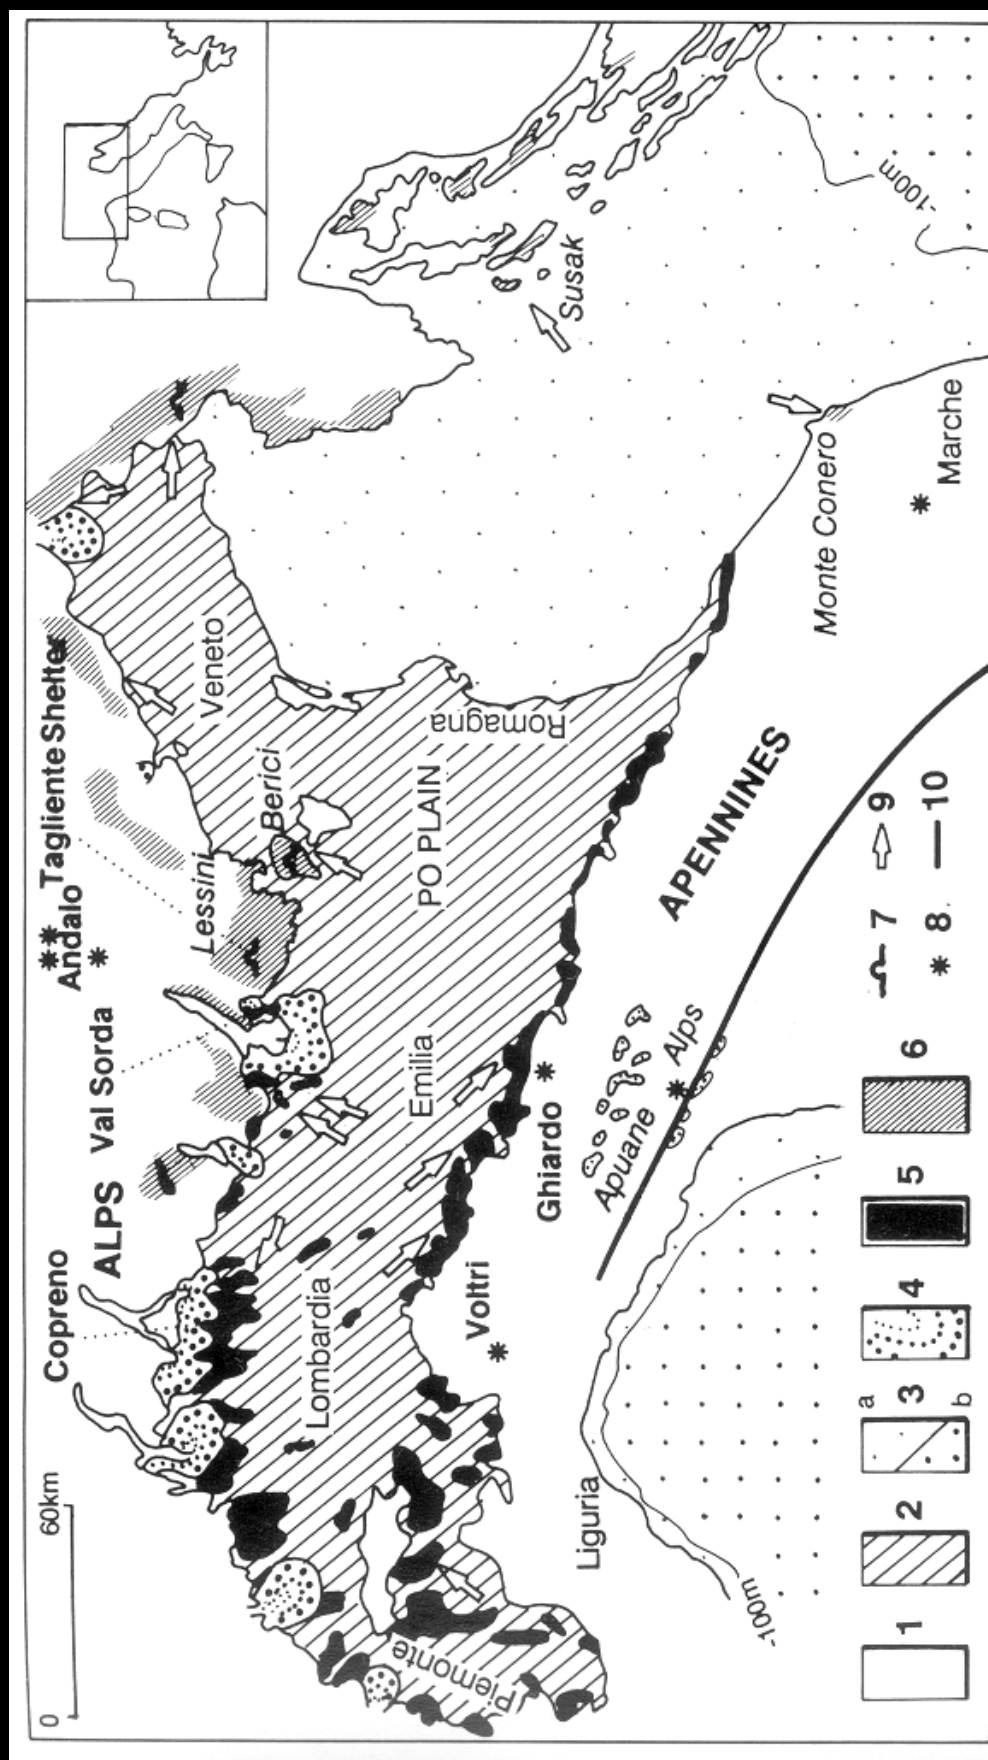 0
60km
Copreno
ALPS
Val Sorda
Andalo
Tagliente Shelter
Lessini
Berici
Veneto
Lombardia
Emilia
PO PLAIN
Romagna
Piemonte
Voltri
Ghiardo
Liguria
Apuane Alps
APENNINES
Susak
Monte Conero
Marche
-100m
-100m
1
2
3
a
b
4
5
6
7
8
9
10